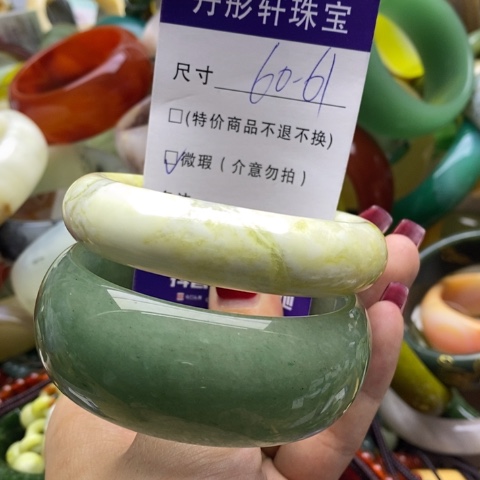 丹彤轩珠宝
尺寸 60-61
□(特价商品不退不换)
☑微瑕(介意勿拍)